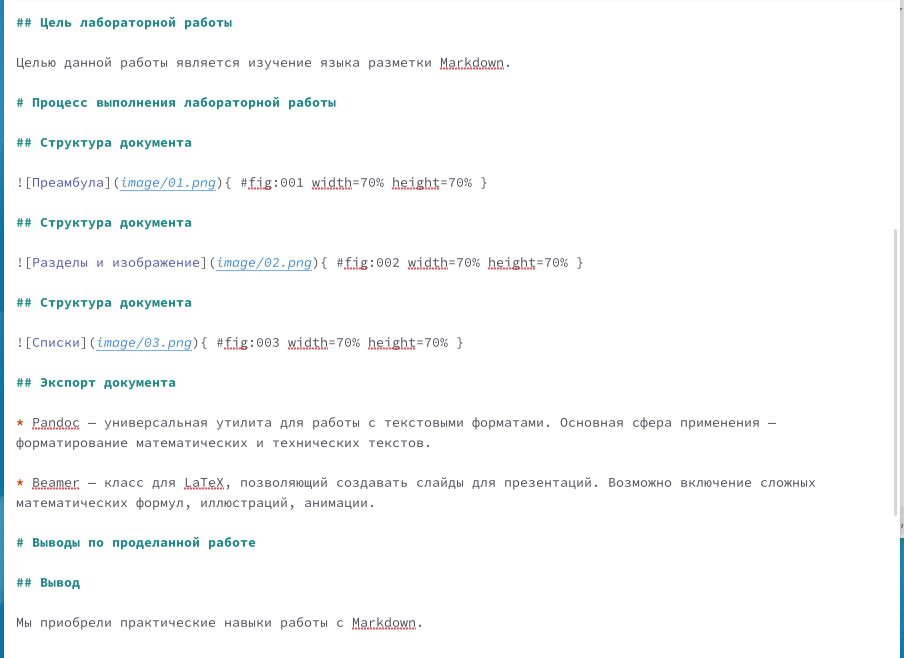 ## Цель лабораторной работы
Целью данной работы является изучение языка разметки Markdown.
# Процесс выполнения лабораторной работы
## Структура документа
![Преамбула](image/01.png){ #fig:001 width=70% height=70% }
## Структура документа
![Разделы и изображение](image/02.png){ #fig:002 width=70% height=70% }
## Структура документа
![Списки](image/03.png){ #fig:003 width=70% height=70% }
## Экспорт документа
* Pandoc — универсальная утилита для работы с текстовыми форматами. Основная сфера применения —
форматирование математических и технических текстов.
* Beamer — класс для LaTeX, позволяющий создавать слайды для презентаций. Возможно включение сложных
математических формул, иллюстраций, анимации.
# Выводы по проделанной работе
## Вывод
Мы приобрели практические навыки работы с Markdown.